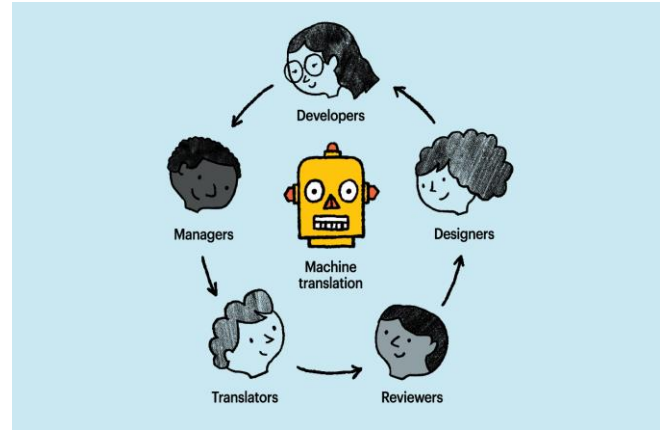 Developers
Managers
Designers
Machine
translation
Translators
Reviewers